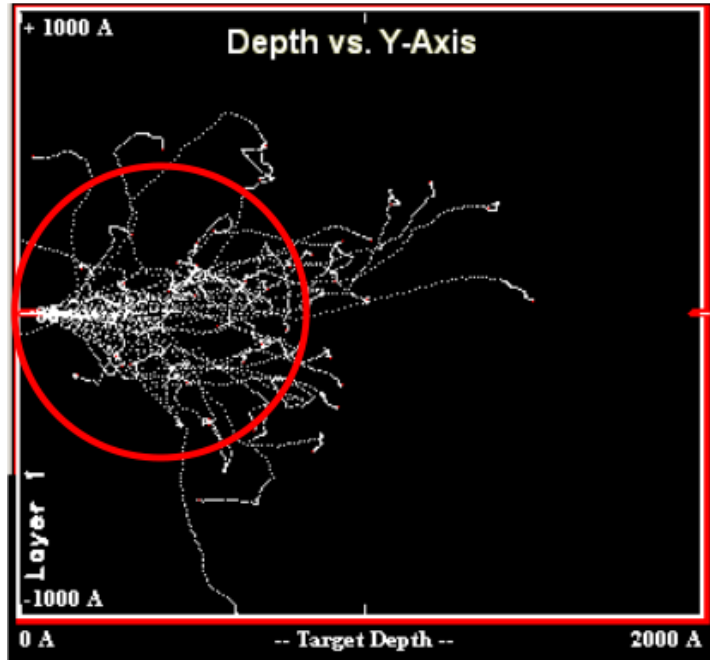 + 1000 A
Depth vs. Y-Axis
Layer 1
-1000 A
0 A -- Target Depth -- 2000 A